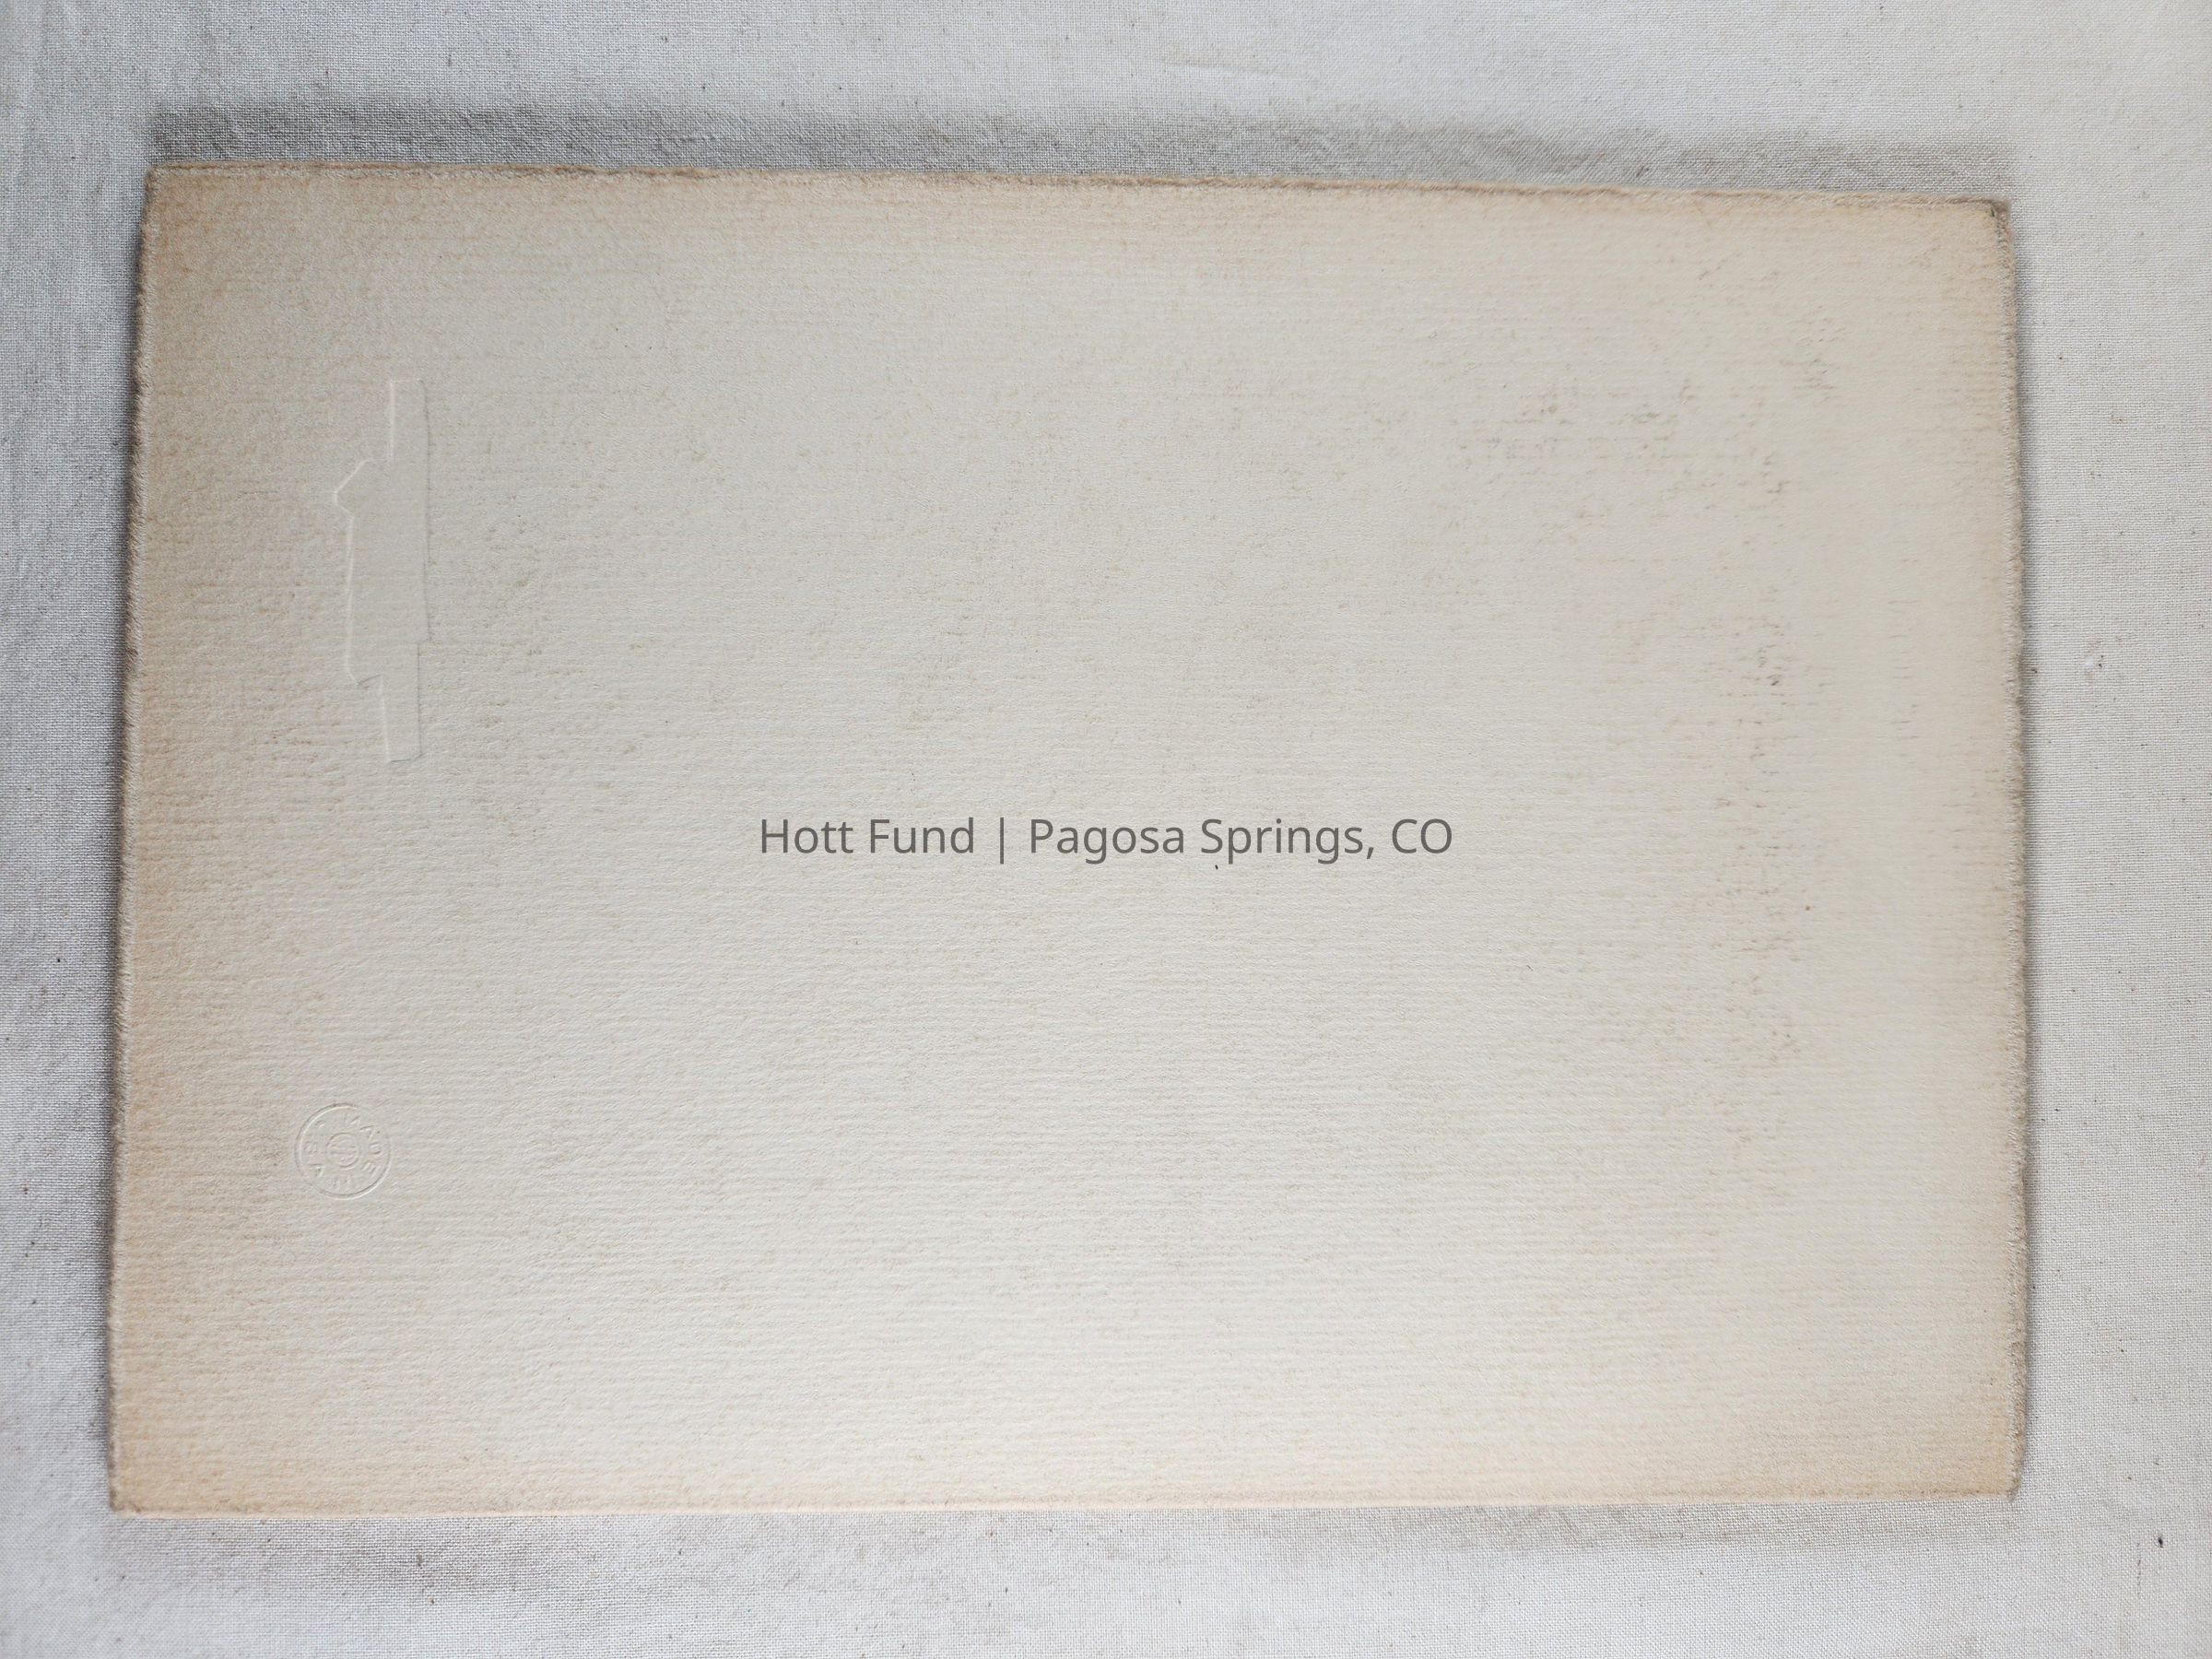 Hott Fund | Pagosa Springs, CO